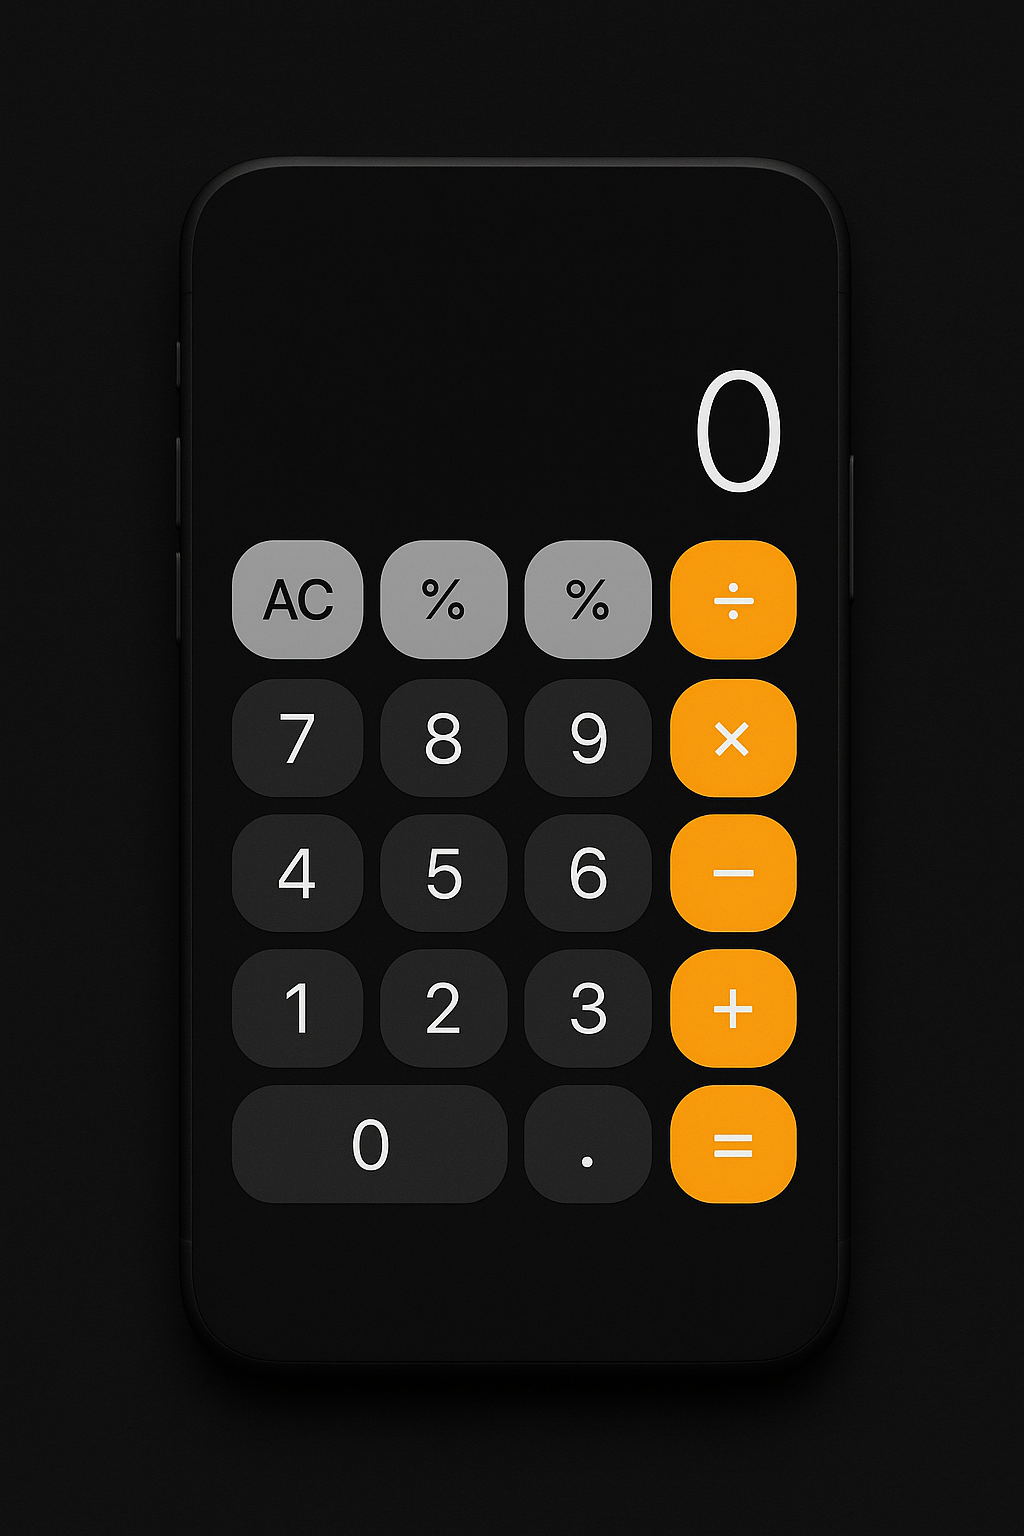 0
AC % % ÷
7 8 9 ×
4 5 6 −
1 2 3 +
0 . =